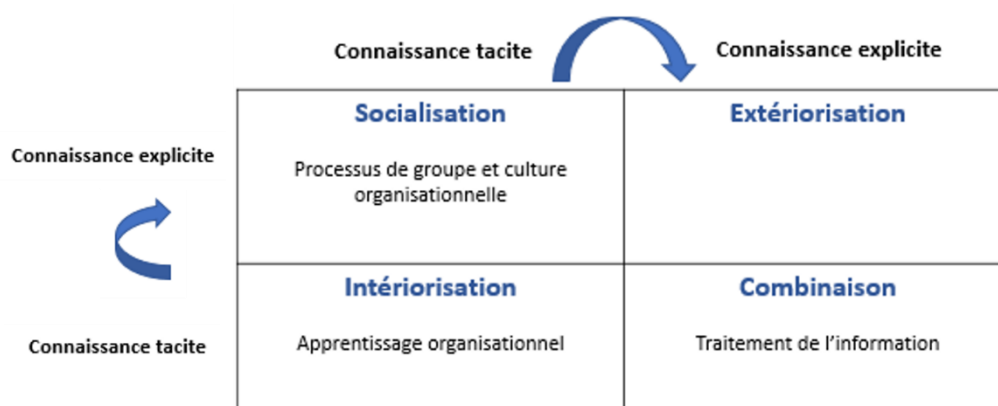 Connaissance tacite
Connaissance explicite
Socialisation
Extériorisation
Connaissance explicite
Processus de groupe et culture
organisationnelle
Intériorisation
Combinaison
Connaissance tacite
Apprentissage organisationnel
Traitement de l'information